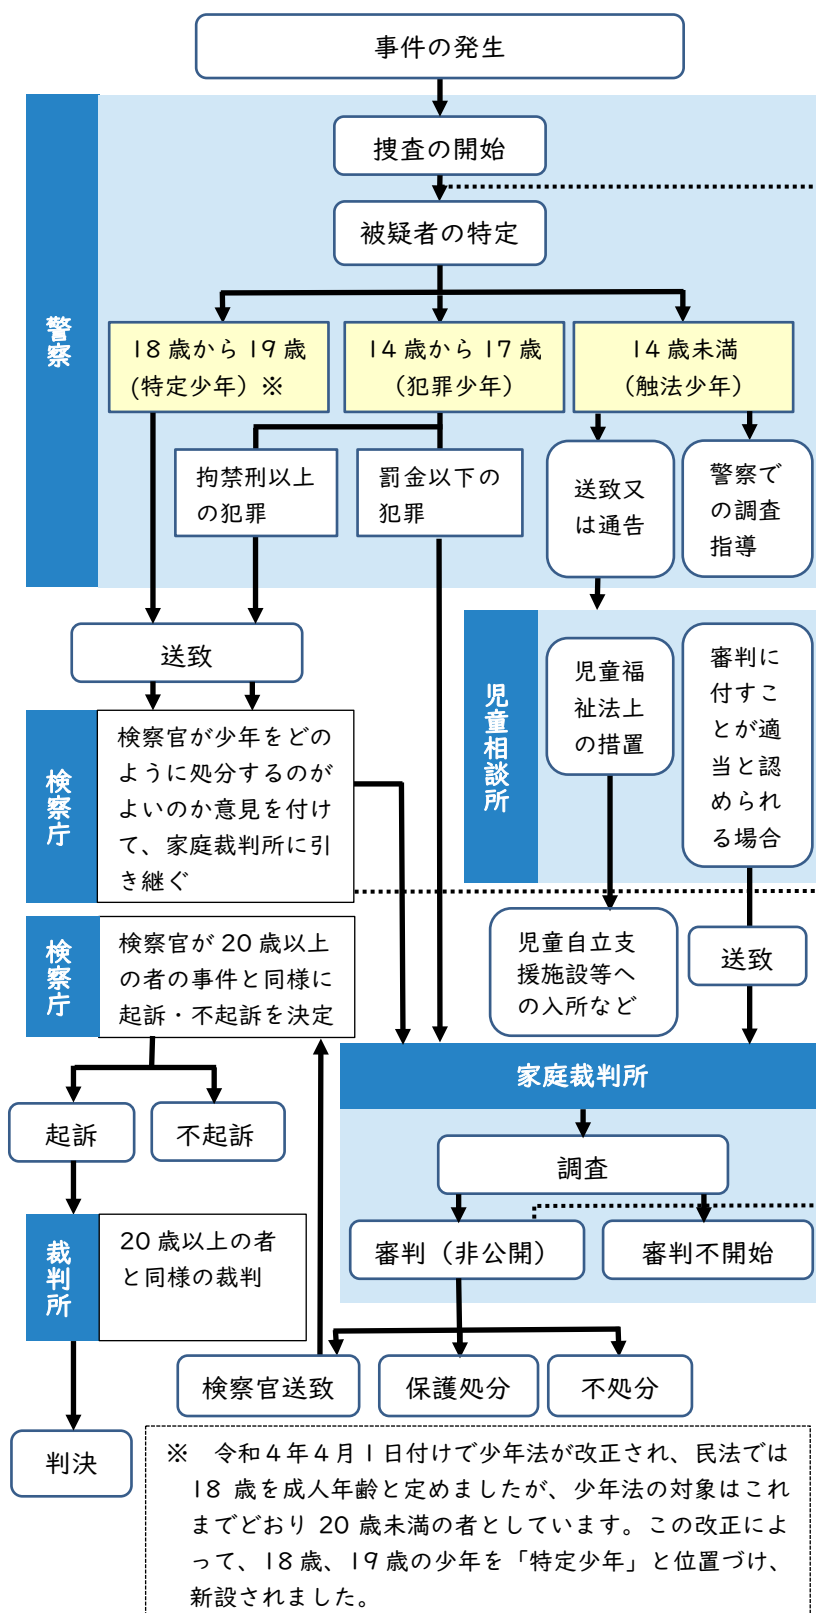 事件の発生
警察
捜査の開始
被疑者の特定
18歳から19歳
(特定少年）※
14歳から17歳
（犯罪少年）
14歳未満
（触法少年）
拘禁刑以上
の犯罪
罰金以下の
犯罪
送致又
は通告
警察で
の調査
指導
送致
検察庁
検察官が少年をどの
ように処分するのが
よいのか意見を付け
て、家庭裁判所に引
き継ぐ
児童相談所
児童福
祉法上
の措置
審判に
付すこ
とが適
当と認
められ
る場合
検察庁
検察官が20歳以上
の者の事件と同様に
起訴・不起訴を決定
児童自立支
援施設等へ
の入所など
送致
家庭裁判所
起訴
不起訴
調査
審判（非公開）
審判不開始
裁判所
20歳以上の者
と同様の裁判
検察官送致
保護処分
不処分
判決
※　令和４年４月１日付けで少年法が改正され、民法では
18 歳を成人年齢と定めましたが、少年法の対象はこれ
までどおり 20 歳未満の者としています。この改正によ
って、18歳、19歳の少年を「特定少年」と位置づけ、
新設されました。